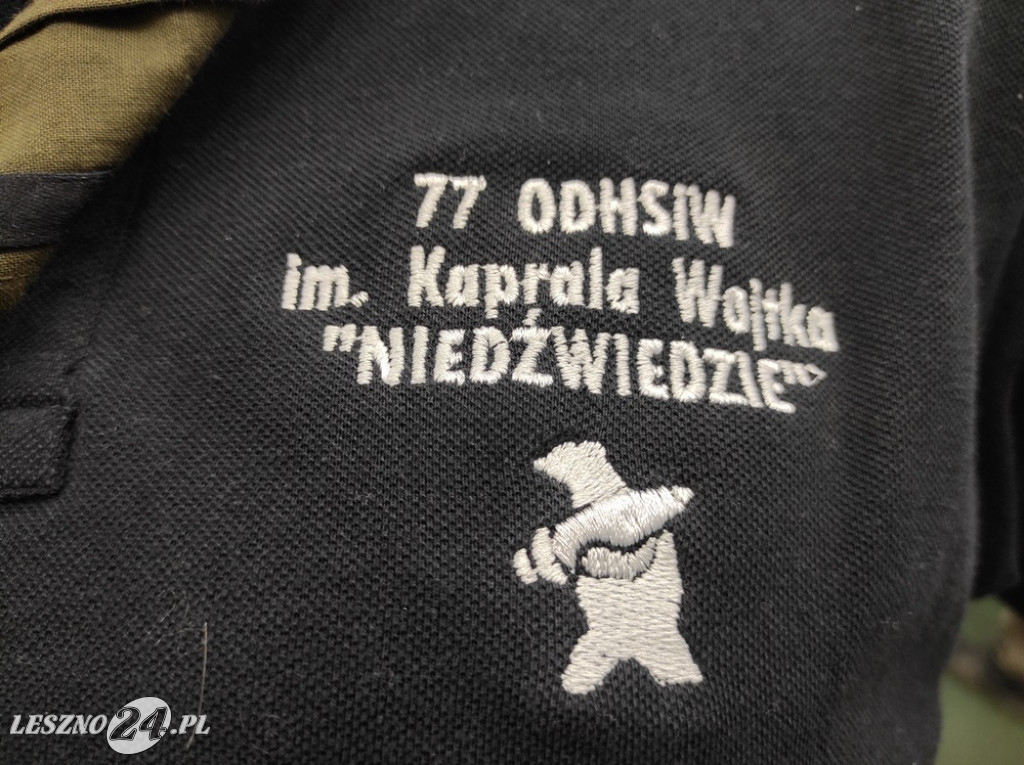 77 ODHSiW
im. Kaprala Wojtka
"NIEDŹWIEDZIE"
LESZNO24.PL